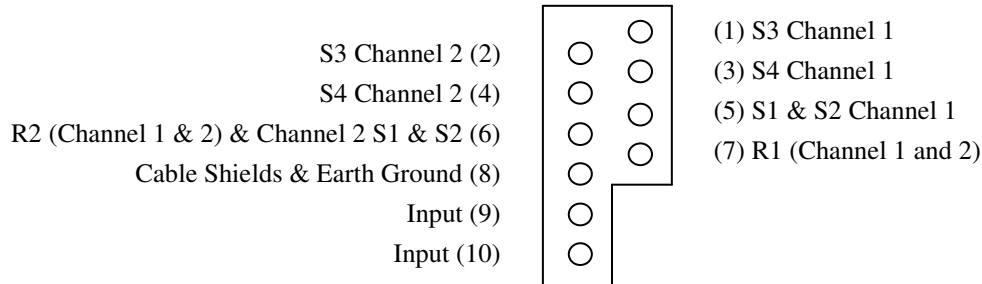 (1) S3 Channel 1
S3 Channel 2 (2)
(3) S4 Channel 1
S4 Channel 2 (4)
(5) S1 & S2 Channel 1
R2 (Channel 1 & 2) & Channel 2 S1 & S2 (6)
(7) R1 (Channel 1 and 2)
Cable Shields & Earth Ground (8)
Input (9)
Input (10)